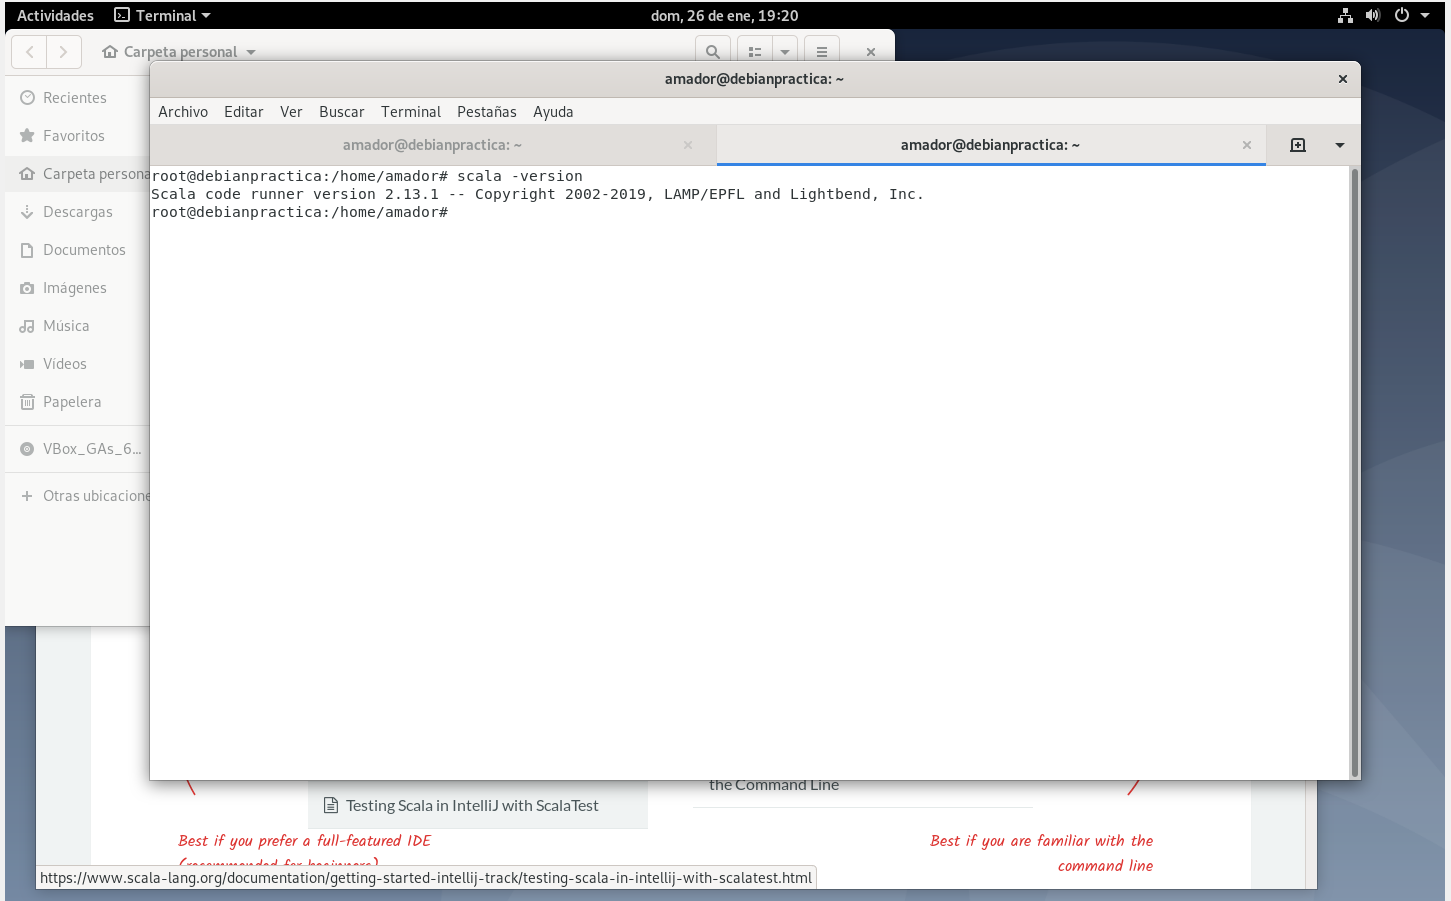 Actividades Terminal dom, 26 de ene, 19:20
Carpeta personal
amador@debianpractica: ~
Archivo Editar Ver Buscar Terminal Pestañas Ayuda
amador@debianpractica: ~ amador@debianpractica: ~
root@debianpractica:/home/amador# scala -version
Scala code runner version 2.13.1 -- Copyright 2002-2019, LAMP/EPFL and Lightbend, Inc.
root@debianpractica:/home/amador#
Recientes
Favoritos
Carpeta persona
Descargas
Documentos
Imágenes
Música
Vídeos
Papelera
VBox_GAs_6...
Otras ubicacione
the Command Line
Testing Scala in IntelliJ with ScalaTest
Best if you prefer a full-featured IDE
(recommended for beginners)
Best if you are familiar with the
command line
https://www.scala-lang.org/documentation/getting-started-intellij-track/testing-scala-in-intellij-with-scalatest.html